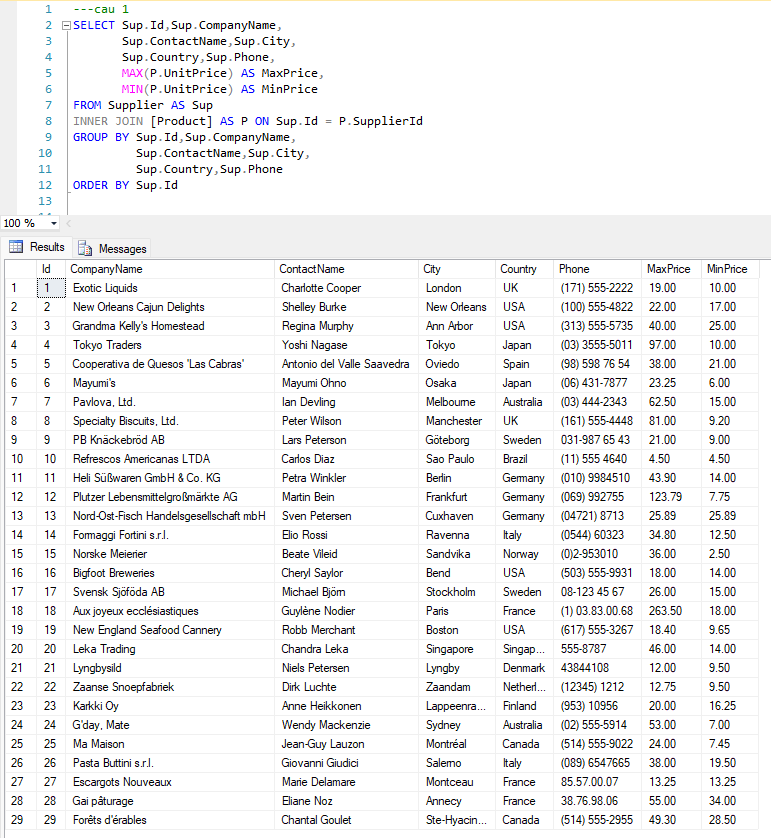 1 ---cau 1
2 SELECT Sup.Id,Sup.CompanyName,
3 Sup.ContactName,Sup.City,
4 Sup.Country,Sup.Phone,
5 MAX(P.UnitPrice) AS MaxPrice,
6 MIN(P.UnitPrice) AS MinPrice
7 FROM Supplier AS Sup
8 INNER JOIN [Product] AS P ON Sup.Id = P.SupplierId
9 GROUP BY Sup.Id,Sup.CompanyName,
10 Sup.ContactName,Sup.City,
11 Sup.Country,Sup.Phone
12 ORDER BY Sup.Id
13
100 %
Results Messages
Id CompanyName ContactName City Country Phone MaxPrice MinPrice
1 1 Exotic Liquids Charlotte Cooper London UK (171) 555-2222 19.00 10.00
2 2 New Orleans Cajun Delights Shelley Burke New Orleans USA (100) 555-4822 22.00 17.00
3 3 Grandma Kelly's Homestead Regina Murphy Ann Arbor USA (313) 555-5735 40.00 25.00
4 4 Tokyo Traders Yoshi Nagase Tokyo Japan (03) 3555-5011 97.00 10.00
5 5 Cooperativa de Quesos 'Las Cabras' Antonio del Valle Saavedra Oviedo Spain (98) 598 76 54 38.00 21.00
6 6 Mayumi's Mayumi Ohno Osaka Japan (06) 431-7877 23.25 6.00
7 7 Pavlova, Ltd. Ian Devling Melbourne Australia (03) 444-2343 62.50 15.00
8 8 Specialty Biscuits, Ltd. Peter Wilson Manchester UK (161) 555-4448 81.00 9.20
9 9 PB Knäckebröd AB Lars Peterson Göteborg Sweden 031-987 65 43 21.00 9.00
10 10 Refrescos Americanas LTDA Carlos Diaz Sao Paulo Brazil (11) 555 4640 4.50 4.50
11 11 Heli Süßwaren GmbH & Co. KG Petra Winkler Berlin Germany (010) 9984510 43.90 14.00
12 12 Plutzer Lebensmittelgroßmärkte AG Martin Bein Frankfurt Germany (069) 992755 123.79 7.75
13 13 Nord-Ost-Fisch Handelsgesellschaft mbH Sven Petersen Cuxhaven Germany (04721) 8713 25.89 25.89
14 14 Formaggi Fortini s.r.l. Elio Rossi Ravenna Italy (0544) 60323 34.80 12.50
15 15 Norske Meierier Beate Vileid Sandvika Norway (0)2-953010 36.00 2.50
16 16 Bigfoot Breweries Cheryl Saylor Bend USA (503) 555-9931 18.00 14.00
17 17 Svensk Sjöföda AB Michael Björn Stockholm Sweden 08-123 45 67 26.00 15.00
18 18 Aux joyeux ecclésiastiques Guylène Nodier Paris France (1) 03.83.00.68 263.50 18.00
19 19 New England Seafood Cannery Robb Merchant Boston USA (617) 555-3267 18.40 9.65
20 20 Leka Trading Chandra Leka Singapore Singap... 555-8787 46.00 14.00
21 21 Lyngbysild Niels Petersen Lyngby Denmark 43844108 12.00 9.50
22 22 Zaanse Snoepfabriek Dirk Luchte Zaandam Netherl... (12345) 1212 12.75 9.50
23 23 Karkki Oy Anne Heikkonen Lappeenra... Finland (953) 10956 20.00 16.25
24 24 G'day, Mate Wendy Mackenzie Sydney Australia (02) 555-5914 53.00 7.00
25 25 Ma Maison Jean-Guy Lauzon Montréal Canada (514) 555-9022 24.00 7.45
26 26 Pasta Buttini s.r.l. Giovanni Giudici Salerno Italy (089) 6547665 38.00 19.50
27 27 Escargots Nouveaux Marie Delamare Montceau France 85.57.00.07 13.25 13.25
28 28 Gai pâturage Eliane Noz Annecy France 38.76.98.06 55.00 34.00
29 29 Forêts d'érables Chantal Goulet Ste-Hyacin... Canada (514) 555-2955 49.30 28.50